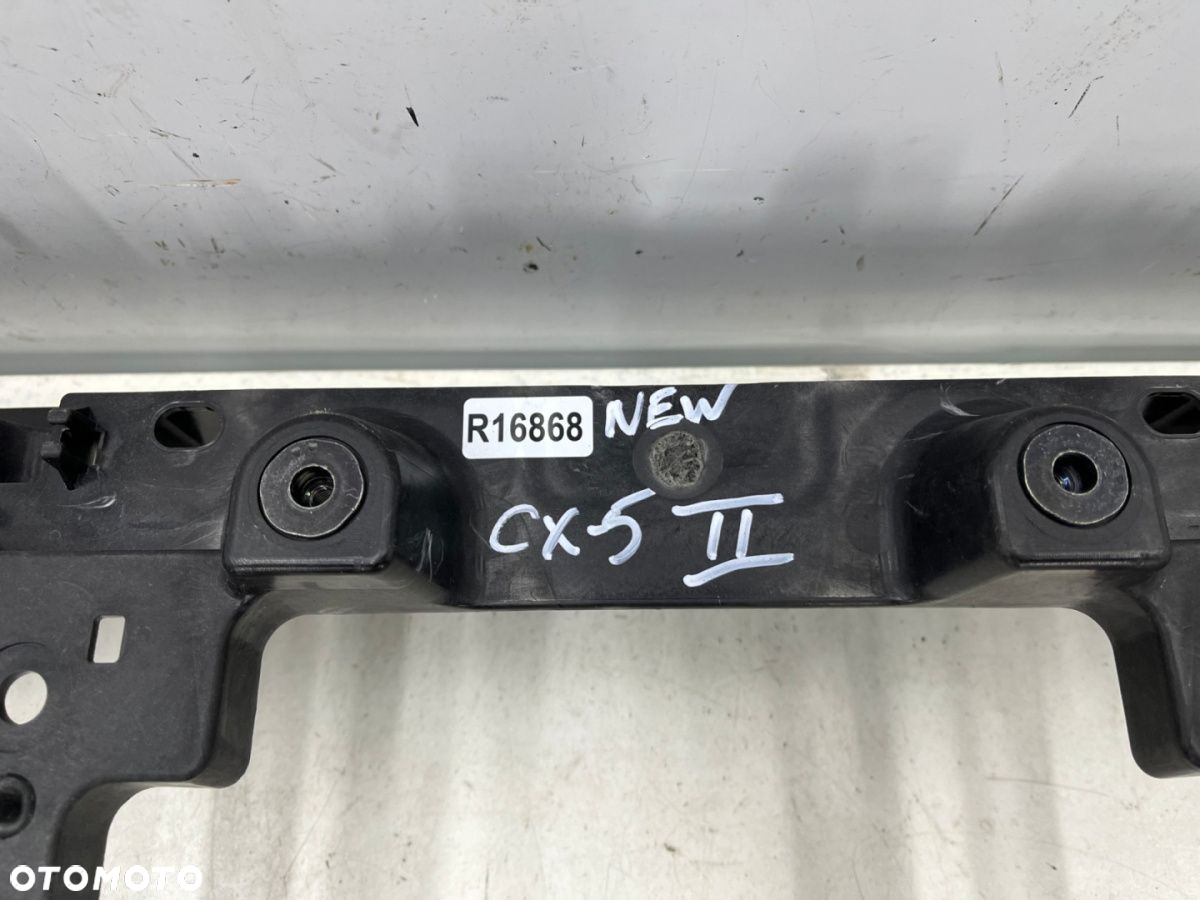 R16868 NEW
CX-5 II
OTOMOTO